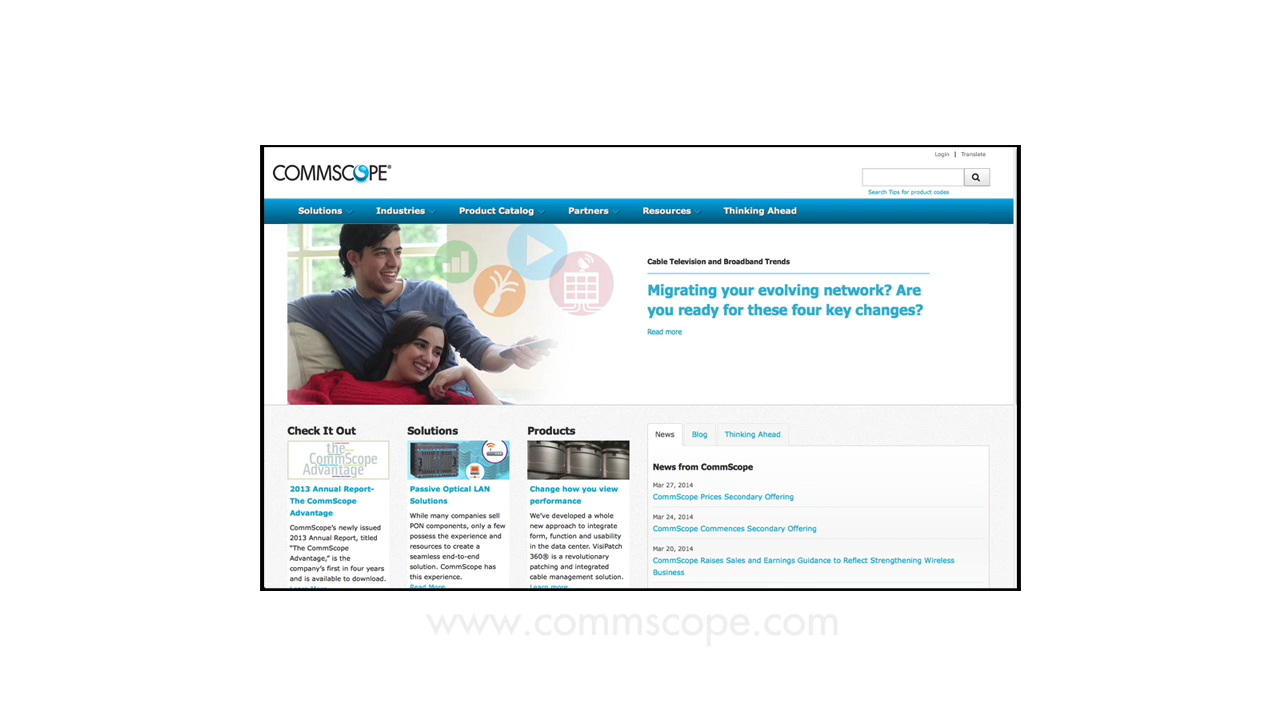 Login | Translate
COMMSCOPE®
Search Tips for product codes
Solutions Industries Product Catalog Partners Resources Thinking Ahead
Cable Television and Broadband Trends
Migrating your evolving network? Are
you ready for these four key changes?
Read more
Check It Out
the
CommScope
Advantage
2013 Annual Report-
The CommScope
Advantage
CommScope's newly issued
2013 Annual Report, titled
"The CommScope
Advantage," is the
company's first in four years
and is available to download.
Learn More
Solutions
Passive Optical LAN
Solutions
While many companies sell
PON components, only a few
possess the experience and
resources to create a
seamless end-to-end
solution. CommScope has
this experience.
Read More
Products
Change how you view
performance
We've developed a whole
new approach to integrate
form, function and usability
in the data center. VisiPatch
360® is a revolutionary
patching and integrated
cable management solution.
Learn more
News Blog Thinking Ahead
News from CommScope
Mar 27, 2014
CommScope Prices Secondary Offering
Mar 24, 2014
CommScope Commences Secondary Offering
Mar 20, 2014
CommScope Raises Sales and Earnings Guidance to Reflect Strengthening Wireless
Business
www.commscope.com